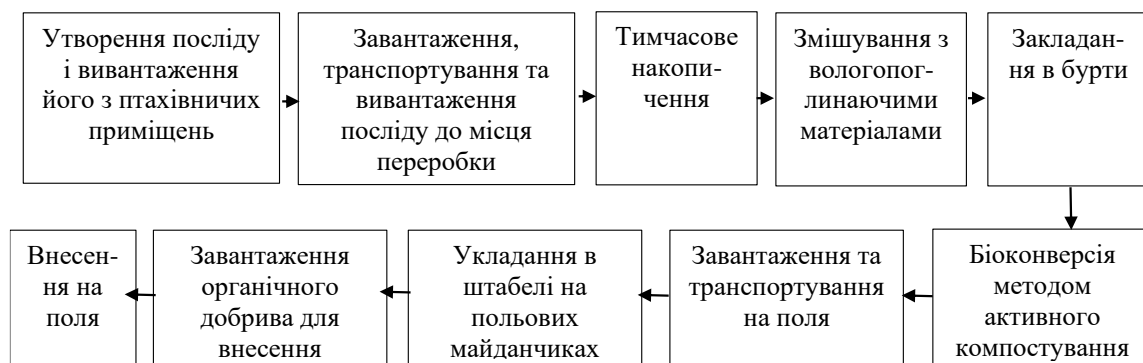 Утворення посліду
і вивантаження
його з птахівничих
приміщень
Завантаження,
транспортування та
вивантаження
посліду до місця
переробки
Тимчасове
накопи-
чення
Змішування з
вологопог-
линаючими
матеріалами
Закладан-
ня в бурти
Біоконверсія
методом
активного
компостування
Завантаження та
транспортування
на поля
Укладання в
штабелі на
польових
майданчиках
Завантаження
органічного
добрива для
внесення
Внесен-
ня на
поля